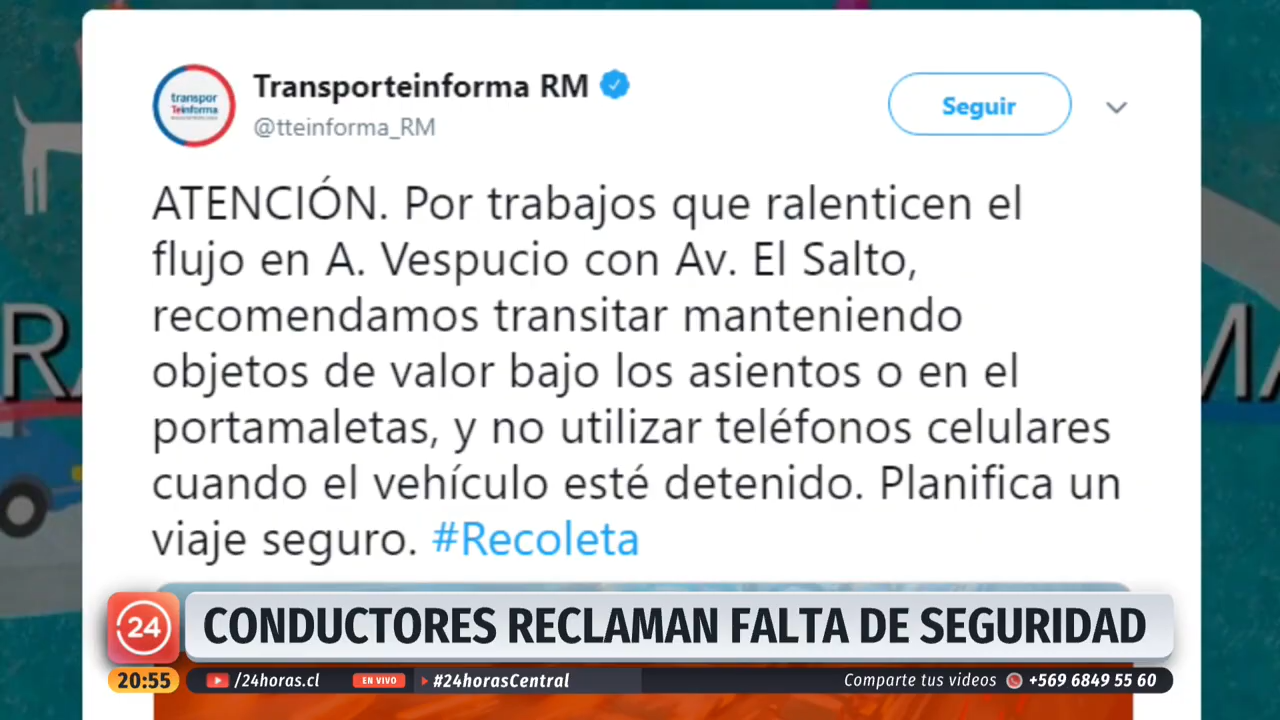 transpor
Teinforma
Transporteinforma RM
@tteinforma_RM
Seguir
ATENCIÓN. Por trabajos que ralenticen el
flujo en A. Vespucio con Av. El Salto,
recomendamos transitar manteniendo
objetos de valor bajo los asientos o en el
portamaletas, y no utilizar teléfonos celulares
cuando el vehículo esté detenido. Planifica un
viaje seguro. #Recoleta
24
CONDUCTORES RECLAMAN FALTA DE SEGURIDAD
20:55
/24horas.cl
EN VIVO
#24horasCentral
Comparte tus videos
+569 6849 55 60